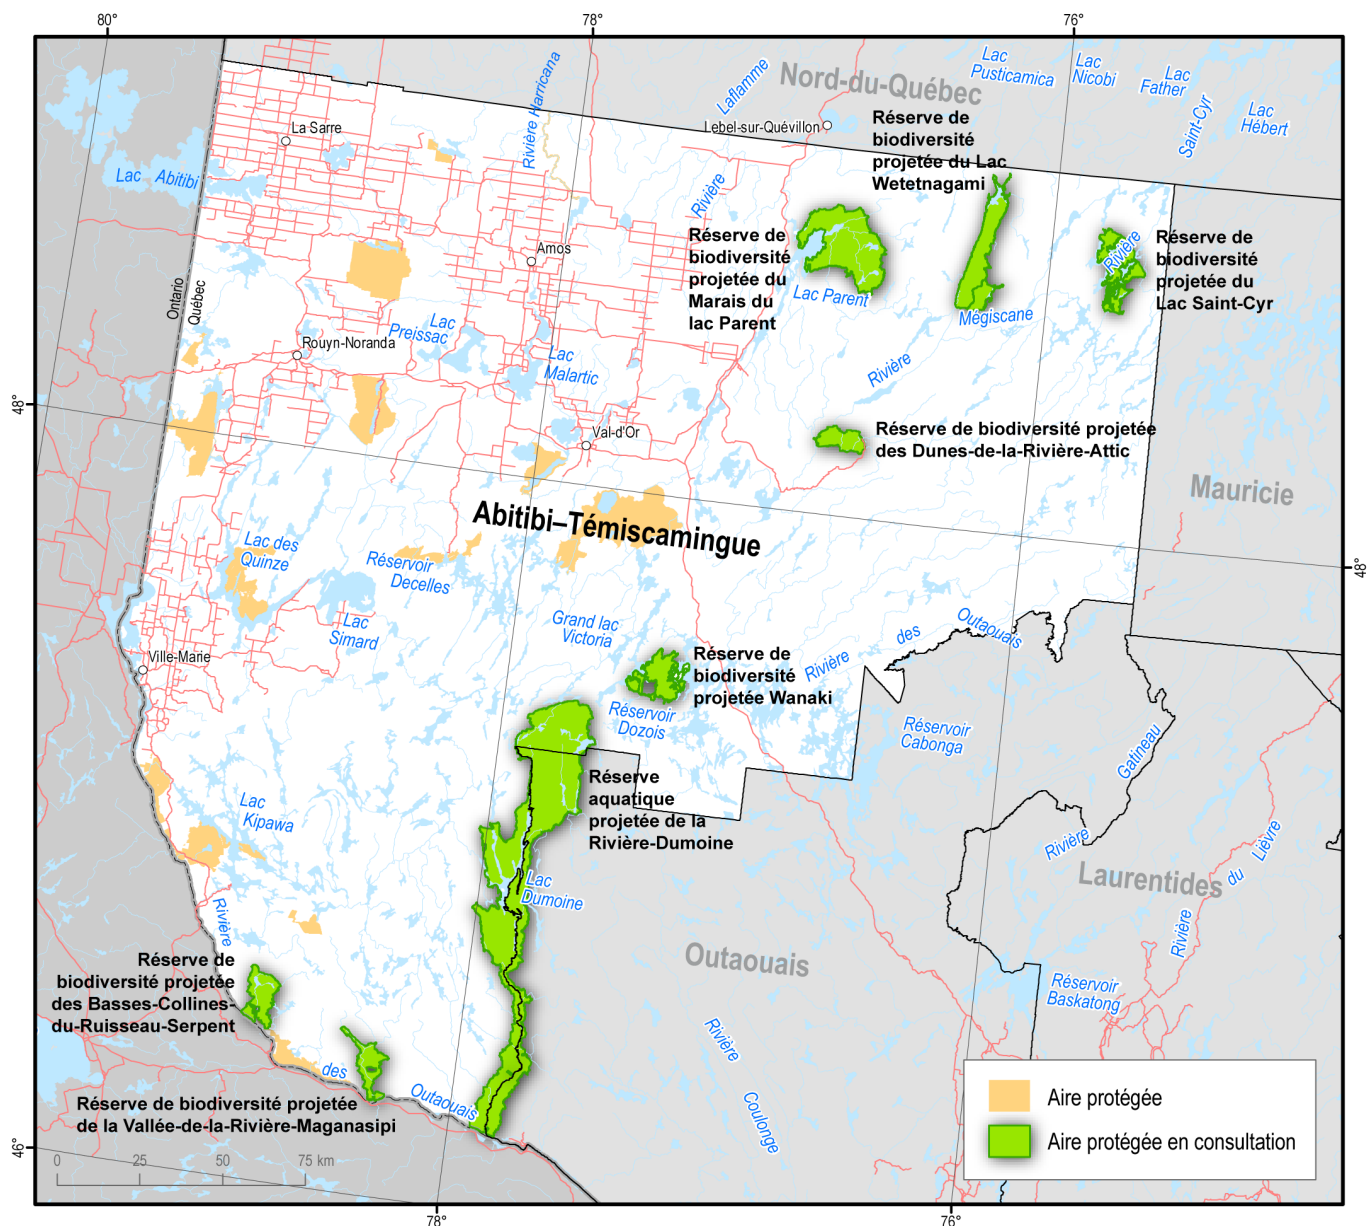 80°
78°
76°
Nord-du-Québec
Laflamme
Lac
Pusticamica
Lac
Nicobi
Lac
Father
Saint-Cyr
Lac
Hébert
Lebel-sur-Quévillon
La Sarre
Rivière Harricana
Lac Abitibi
Réserve de
biodiversité
projetée du Lac
Wetetnagami
Rivière
Réserve de
biodiversité
projetée du
Marais du
lac Parent
Lac Parent
Mégiscane
Rivière
Rivière
Réserve de
biodiversité
projetée du
Lac Saint-Cyr
Amos
Ontario
Québec
Lac
Preissac
Rouyn-Noranda
Lac
Malartic
48°
Val-d'Or
Réserve de biodiversité projetée
des Dunes-de-la-Rivière-Attic
Mauricie
Abitibi–Témiscamingue
48°
Lac des
Quinze
Réservoir
Decelles
Lac
Simard
Grand lac
Victoria
Rivière
des
Outaouais
Ville-Marie
Réserve de
biodiversité
projetée Wanaki
Réservoir
Dozois
Réservoir
Cabonga
Gatineau
Rivière
Réserve
aquatique
projetée de la
Rivière-Dumoine
Lac
Kipawa
Lac
Dumoine
Laurentides
Rivière
du
Lièvre
Outaouais
Réservoir
Baskatong
Rivière
Réserve de
biodiversité projetée
des Basses-Collines-
du-Ruisseau-Serpent
des
Outaouais
Réserve de biodiversité projetée
de la Vallée-de-la-Rivière-Maganasipi
Rivière
Coulonge
Aire protégée
Aire protégée en consultation
46°
0 25 50 75 km
78°
76°